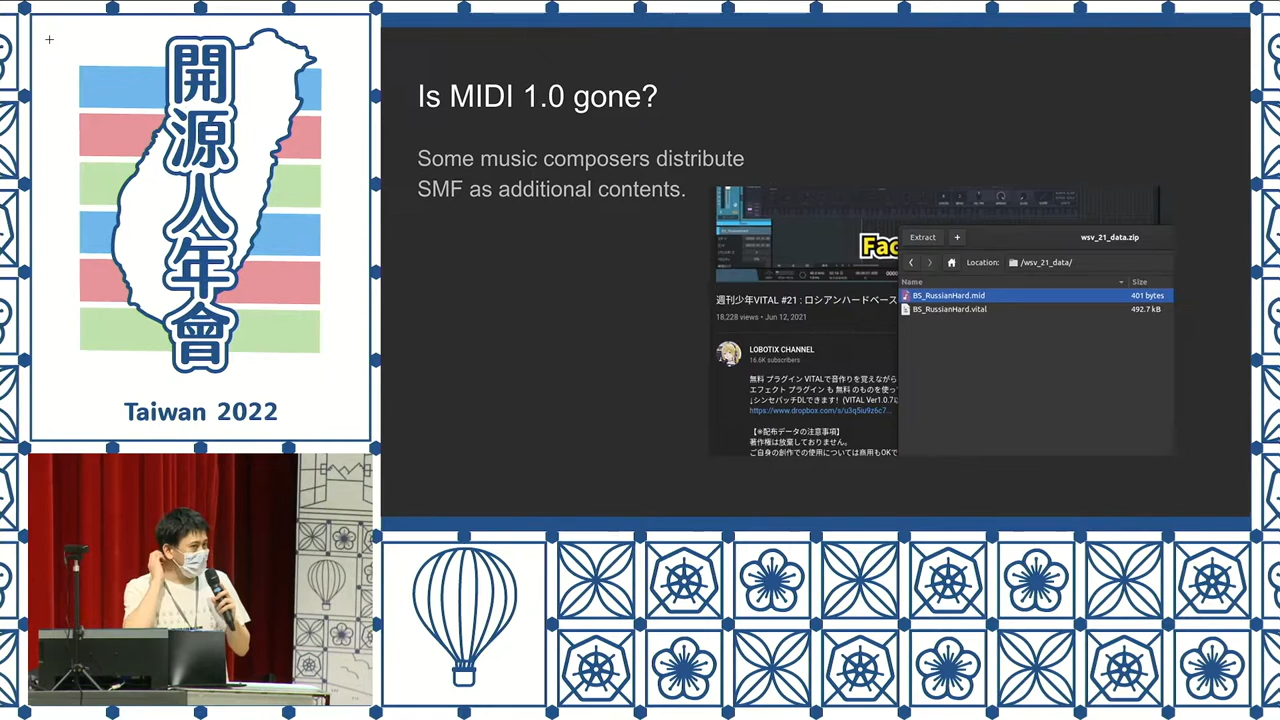 開源人年會
Taiwan 2022
Is MIDI 1.0 gone?
Some music composers distribute
SMF as additional contents.
週刊少年VITAL #21 : ロシアンハードベース
18,228 views • Jun 12, 2021
LOBOTIX CHANNEL
16.6K subscribers
無料 プラグイン VITALで音作りを覚えながら
エフェクト プラグイン も 無料 のものを使っ
↓シンセパッチDLできます! (VITAL Ver1.0.7に
https://www.dropbox.com/s/u3q5iu9z6c7...
【※配布データの注意事項】
著作権は放棄しておりません。
ご自身の創作での使用については商用もOKで
Extract + wsv_21_data.zip
Location: /wsv_21_data/
Name Size
BS_RussianHard.mid 401 bytes
BS_RussianHard.vital 492.7 kB